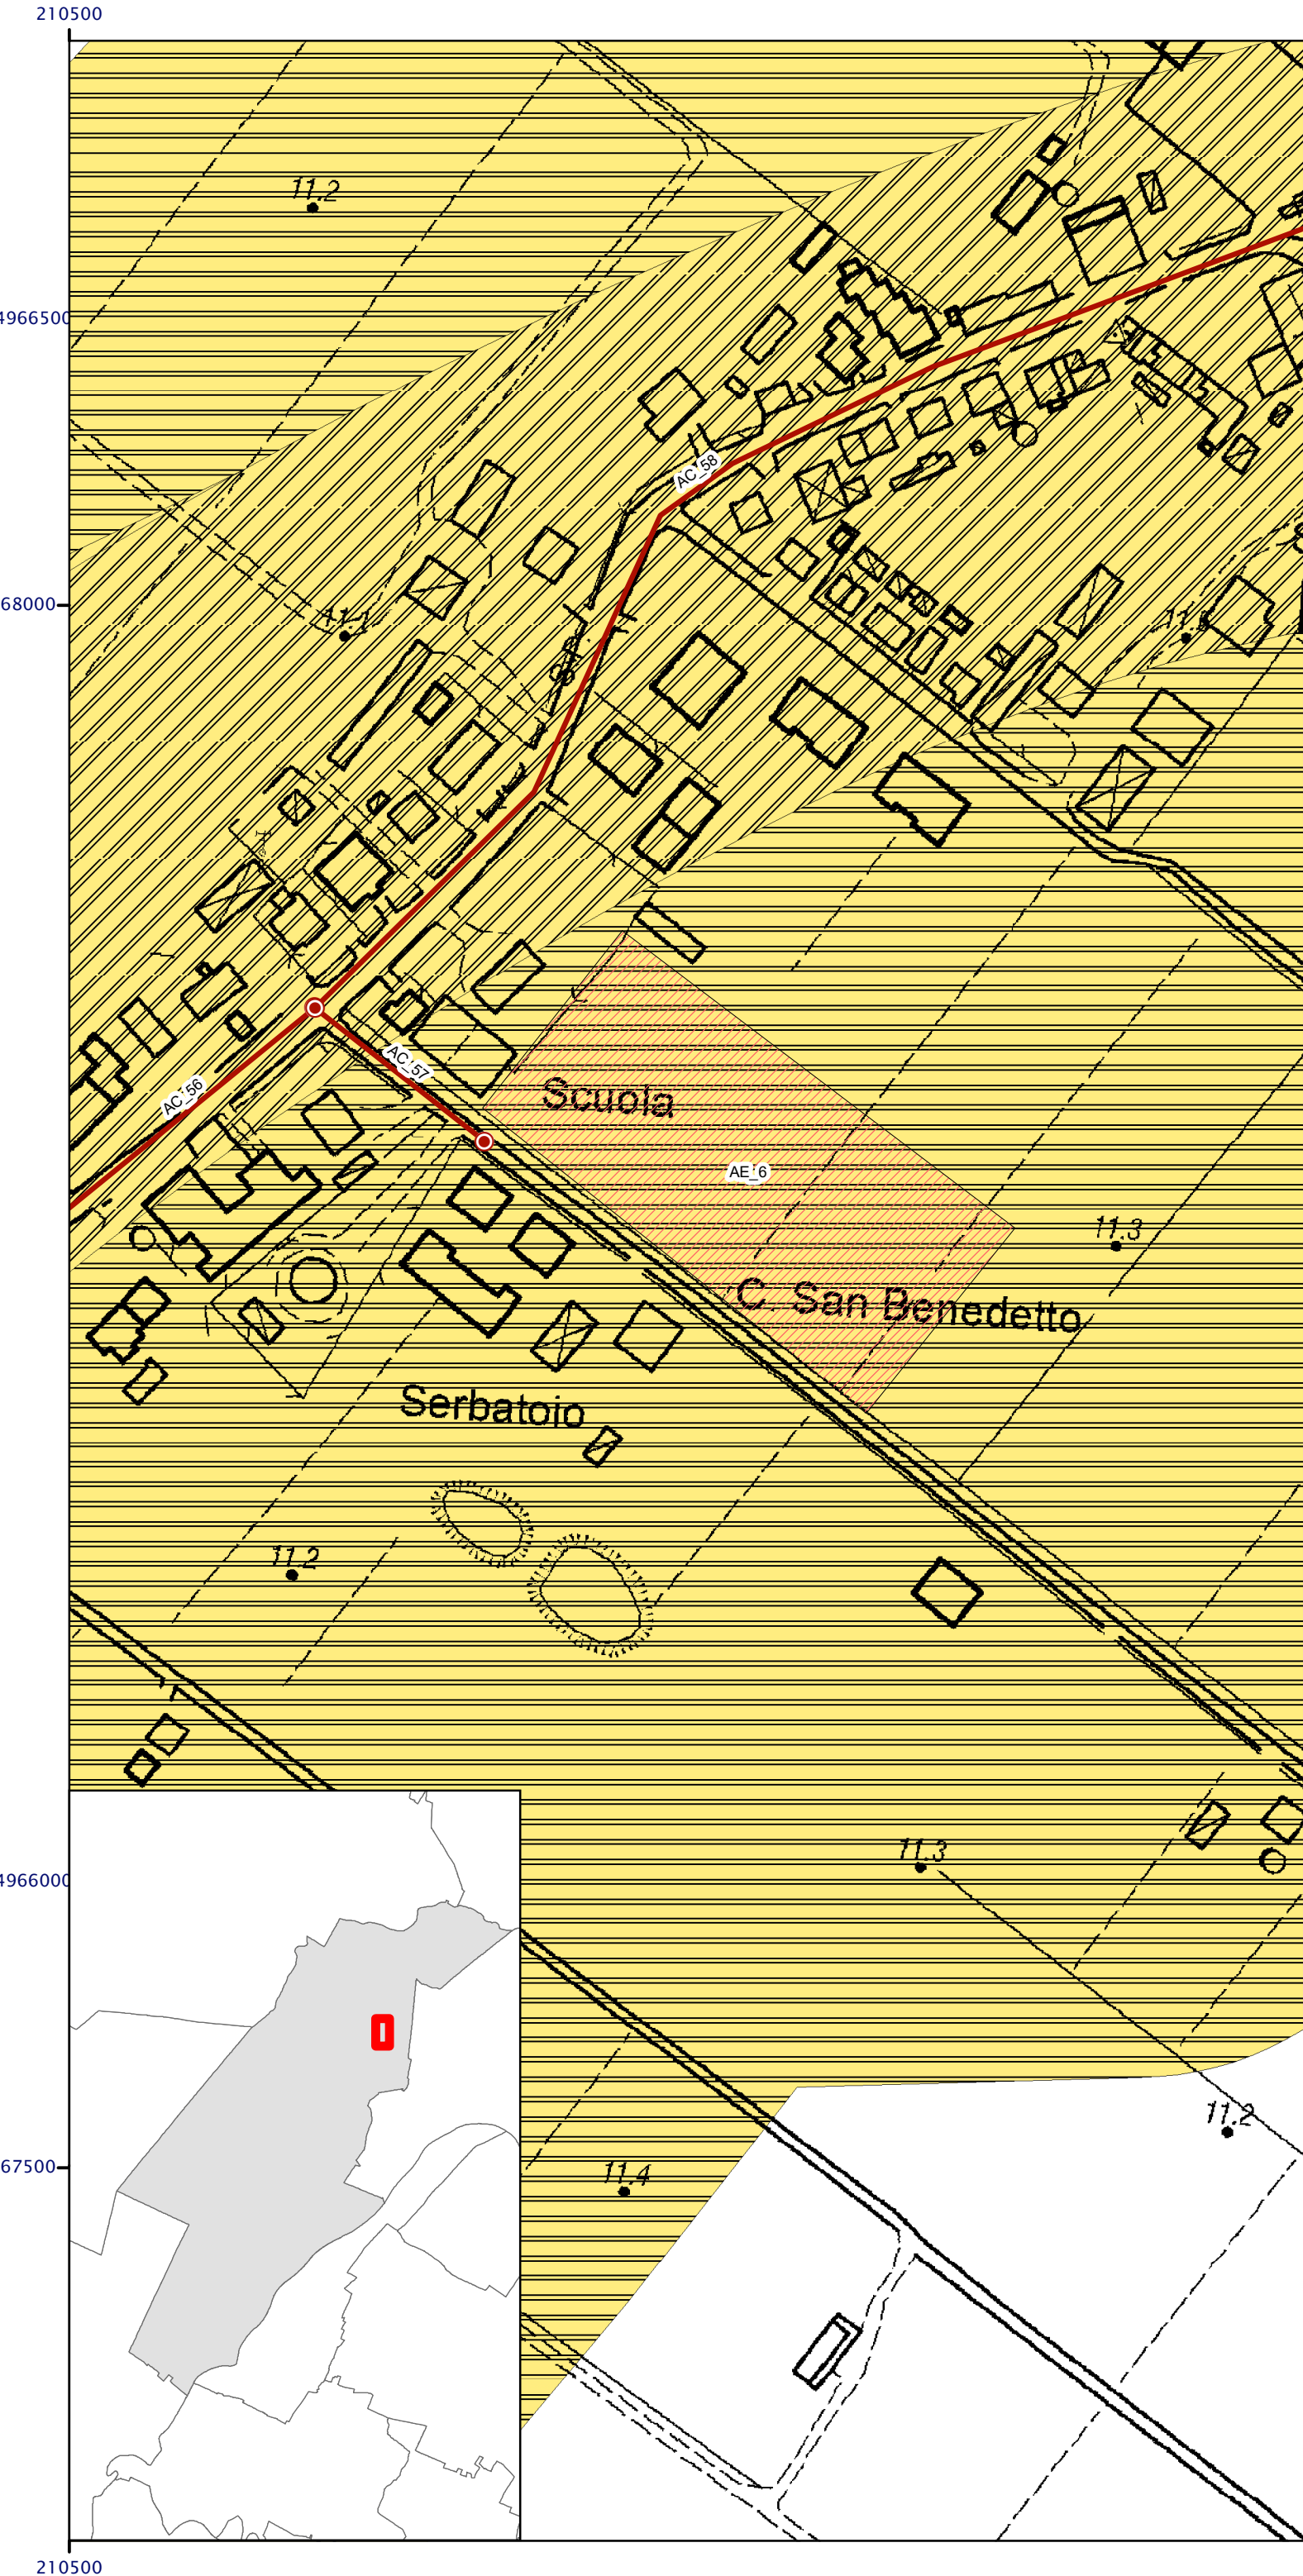 210500
11.2
4966500
AC_58
68000
11.1
S.P.
AC_57
AC_56
Scuola
AE_6
11.3
C. San Benedetto
Serbatoio
11.2
11.3
4966000
11.2
67500
11.4
210500